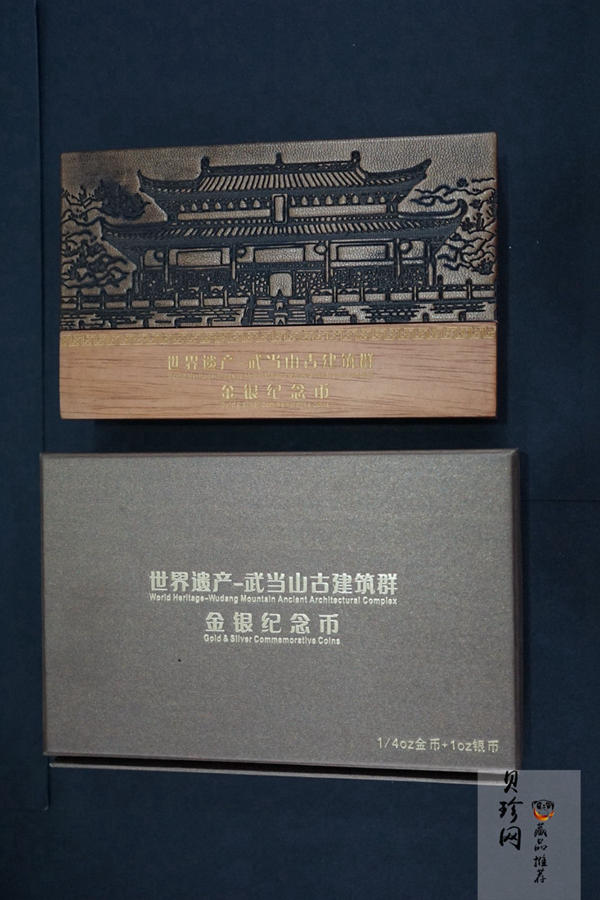 世界遗产-武当山古建筑群
金银纪念币
世界遗产-武当山古建筑群
World Heritage-Wudang Mountain Ancient Architectural Complex
金银纪念币
Gold & Silver Commemorative Coins
1/4oz金币+1oz银币
贝珍网
藏品推荐